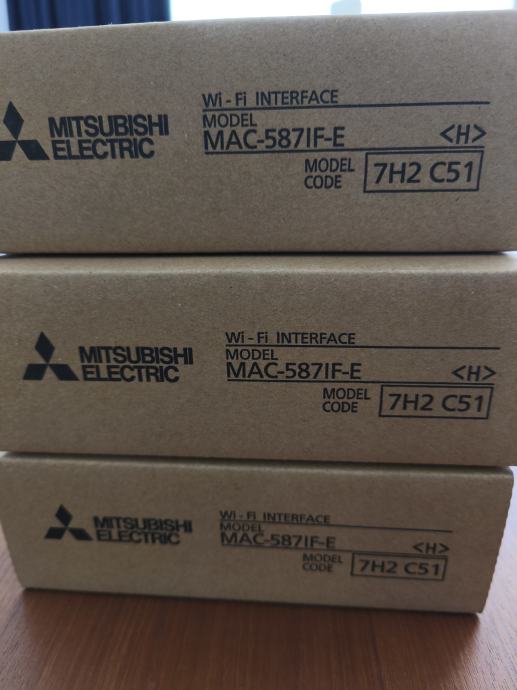 MITSUBISHI
ELECTRIC
Wi-Fi INTERFACE
MODEL
MAC-587IF-E <H>
MODEL
CODE
7H2 C51
MITSUBISHI
ELECTRIC
Wi-Fi INTERFACE
MODEL
MAC-587IF-E <H>
MODEL
CODE
7H2 C51
MITSUBISHI
ELECTRIC
Wi-Fi INTERFACE
MODEL
MAC-587IF-E <H>
MODEL
CODE
7H2 C51